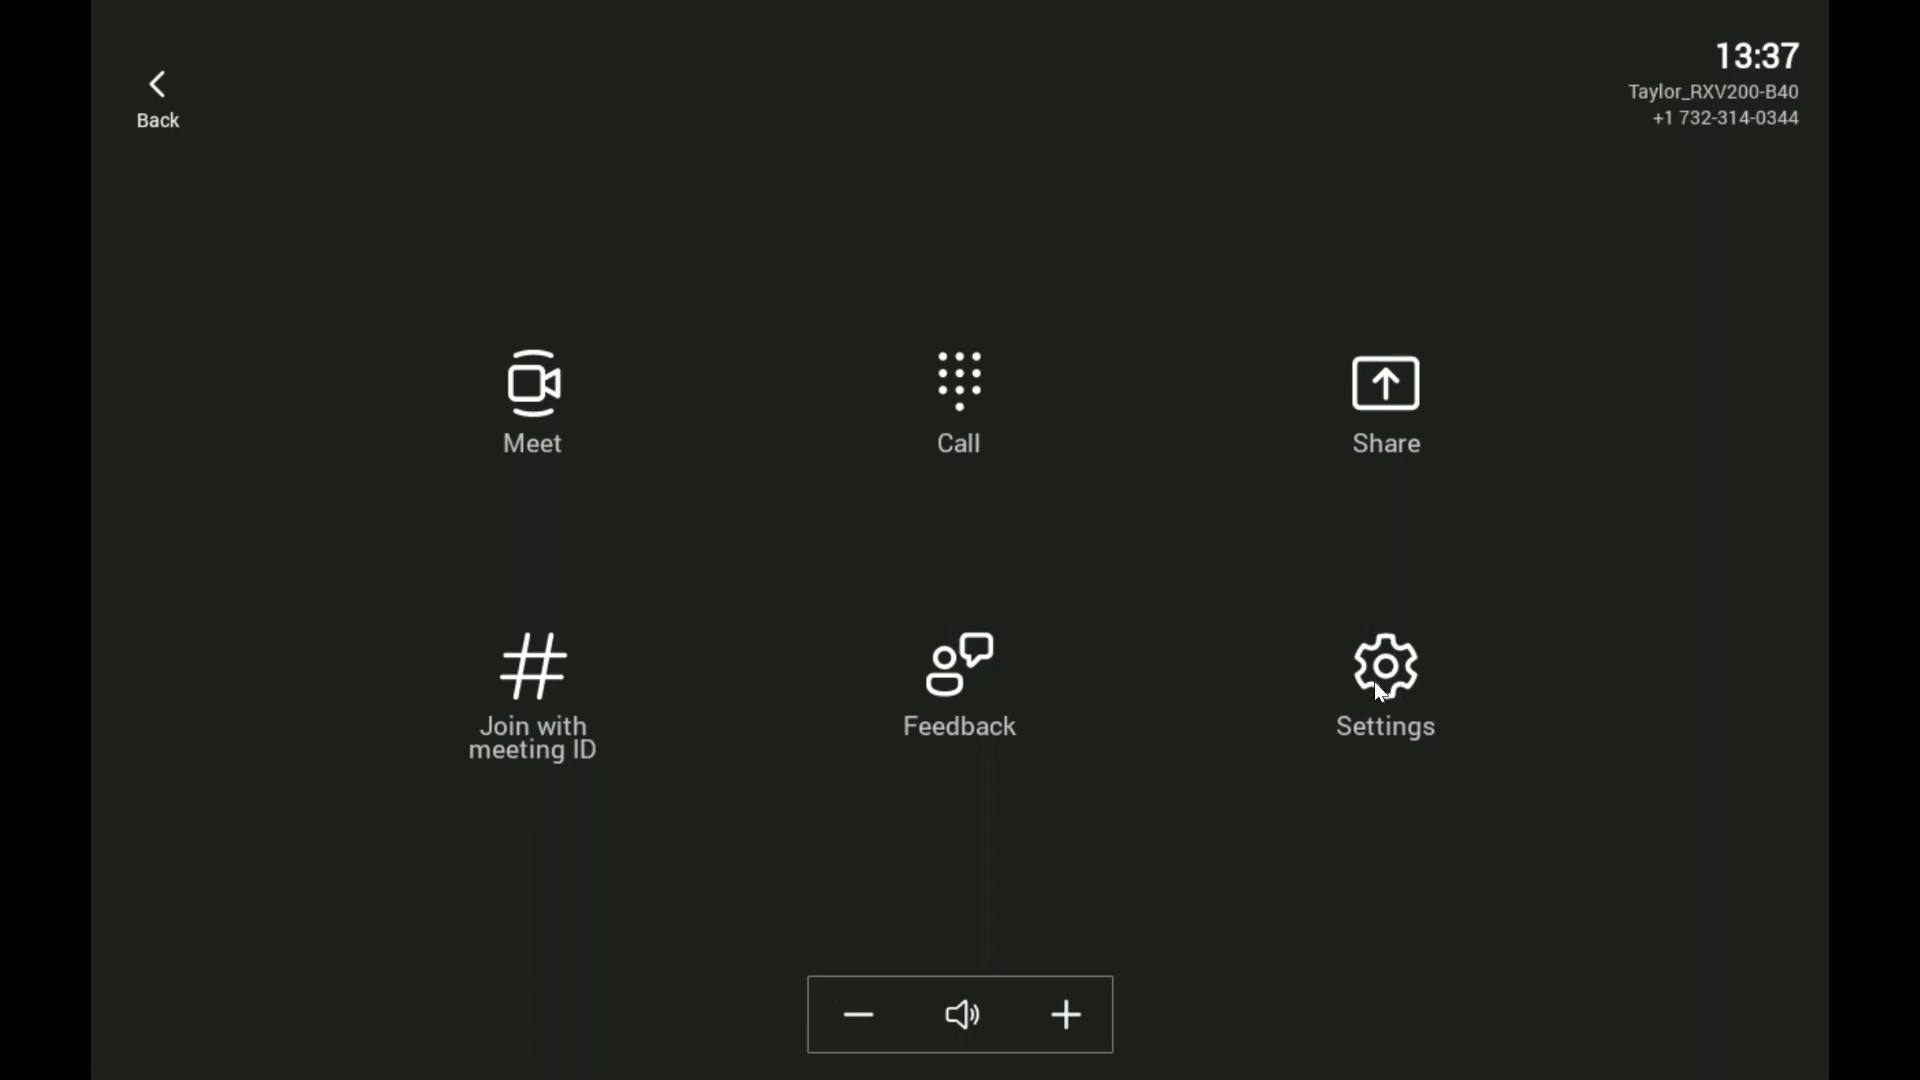 13:37
Taylor_RXV200-B40
+1 732-314-0344
Back
Meet
Call
Share
Join with
meeting ID
Feedback
Settings